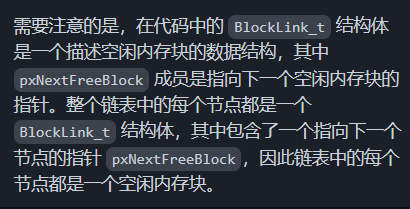 需要注意的是，在代码中的 BlockLink_t 结构体
是一个描述空闲内存块的数据结构，其中
pxNextFreeBlock 成员是指向下一个空闲内存块的
指针。整个链表中的每个节点都是一个
BlockLink_t 结构体，其中包含了一个指向下一个
节点的指针 pxNextFreeBlock，因此链表中的每个
节点都是一个空闲内存块。